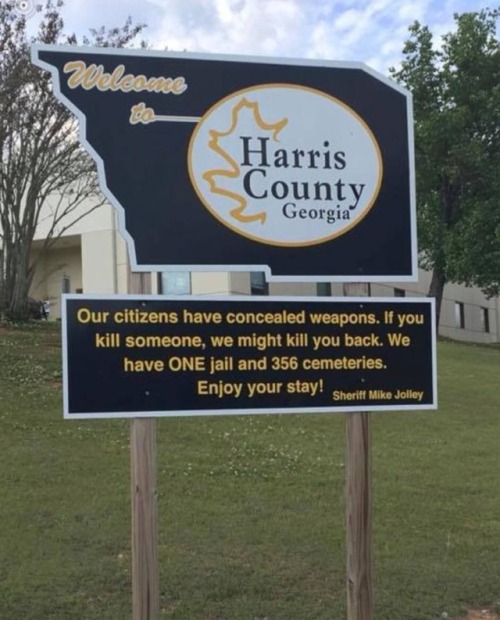 Welcome
to
Harris
County
Georgia
Our citizens have concealed weapons. If you
kill someone, we might kill you back. We
have ONE jail and 356 cemeteries.
Enjoy your stay! Sheriff Mike Jolley